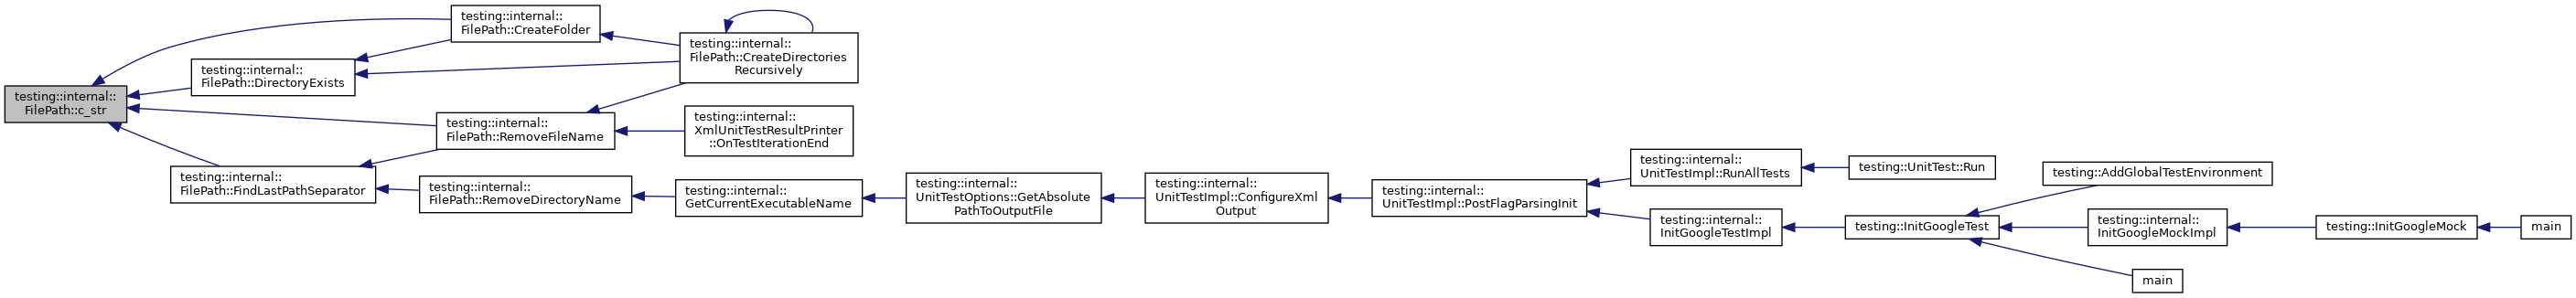 testing::internal::
FilePath::c_str
testing::internal::
FilePath::CreateFolder
testing::internal::
FilePath::DirectoryExists
testing::internal::
FilePath::RemoveFileName
testing::internal::
FilePath::FindLastPathSeparator
testing::internal::
FilePath::CreateDirectories
Recursively
testing::internal::
XmlUnitTestResultPrinter
::OnTestIterationEnd
testing::internal::
FilePath::RemoveDirectoryName
testing::internal::
GetCurrentExecutableName
testing::internal::
UnitTestOptions::GetAbsolute
PathToOutputFile
testing::internal::
UnitTestImpl::ConfigureXml
Output
testing::internal::
UnitTestImpl::PostFlagParsingInit
testing::internal::
UnitTestImpl::RunAllTests
testing::UnitTest::Run
testing::internal::
InitGoogleTestImpl
testing::InitGoogleTest
testing::AddGlobalTestEnvironment
testing::internal::
InitGoogleMockImpl
testing::InitGoogleMock
main
main